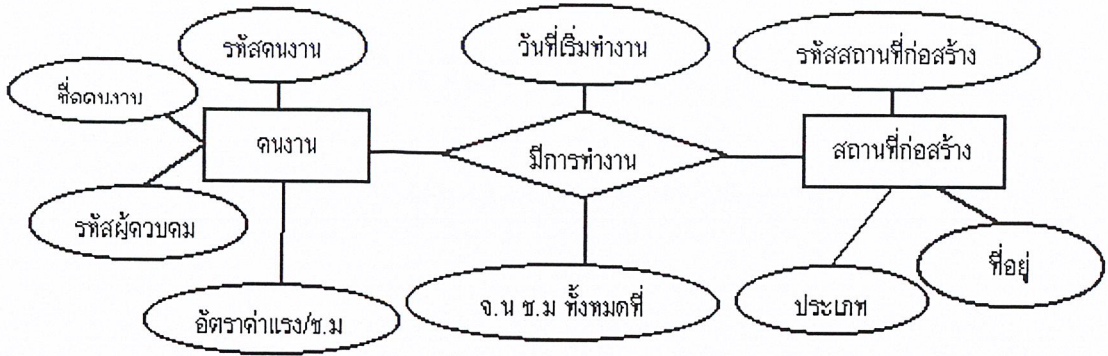 รหัสคนงาน
วันที่เริ่มทำงาน
รหัสสถานที่ก่อสร้าง
ชื่อคนงาน
คนงาน
มีการทำงาน
สถานที่ก่อสร้าง
รหัสผู้ควบคม
ที่อยู่
อัตราค่าแรง/ช.ม
จ.น ช.ม ทั้งหมดที่
ประเภท